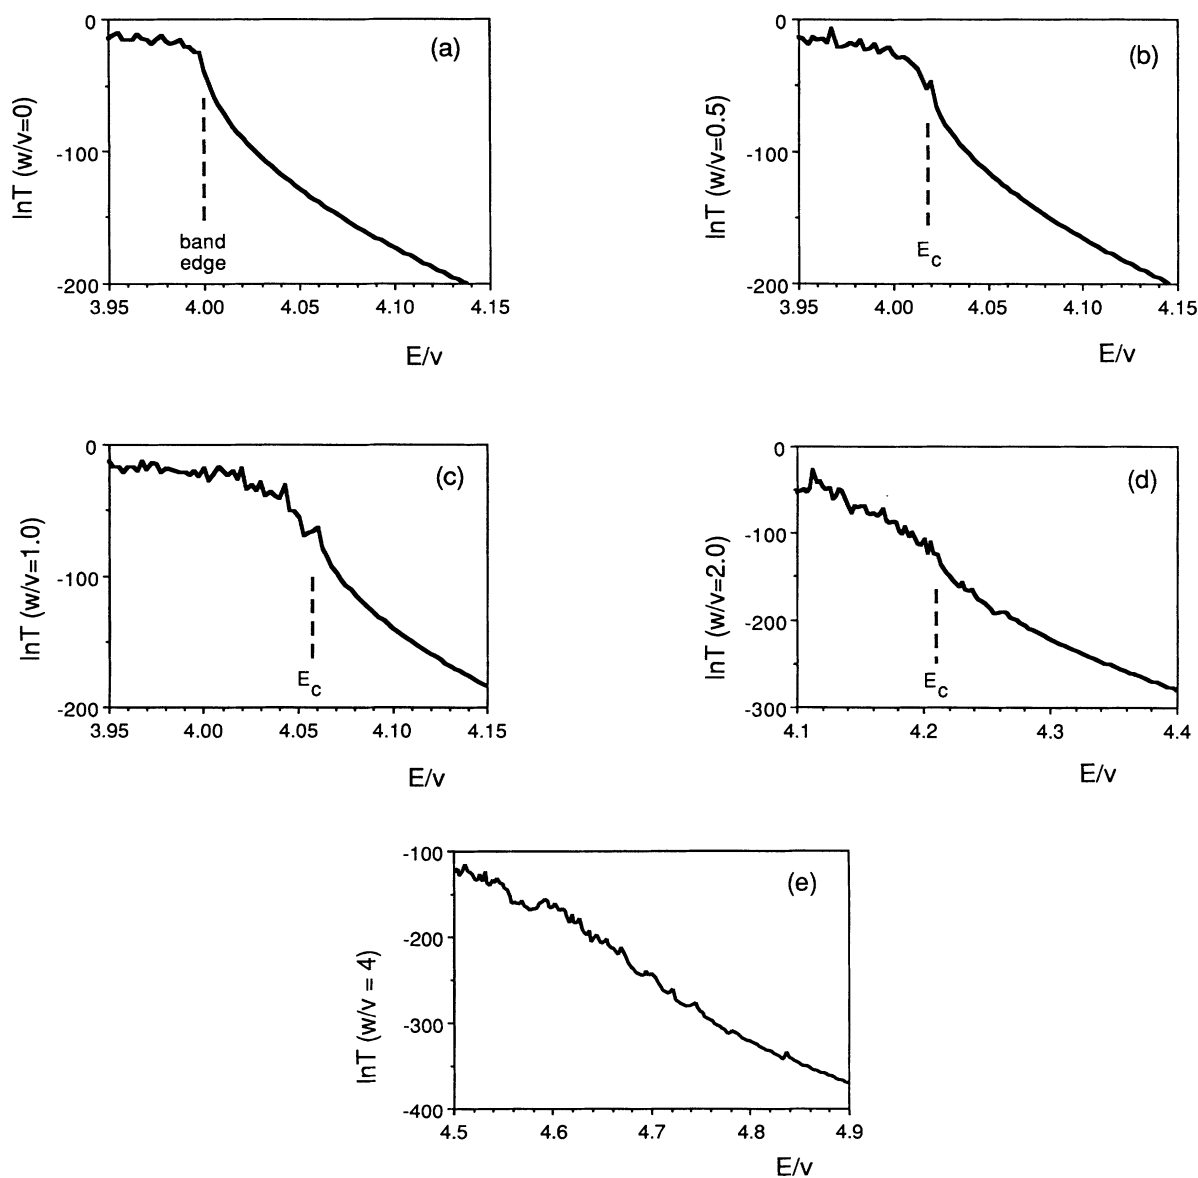 0
-100
-200
lnT (w/v=0)
(a)
band
edge
3.95 4.00 4.05 4.10 4.15
E/v
0
-100
-200
lnT (w/v=0.5)
(b)
Ec
3.95 4.00 4.05 4.10 4.15
E/v
0
-100
-200
lnT (w/v=1.0)
(c)
Ec
3.95 4.00 4.05 4.10 4.15
E/v
0
-100
-200
-300
lnT (w/v=2.0)
(d)
Ec
4.1 4.2 4.3 4.4
E/v
-100
-200
-300
-400
lnT (w/v = 4)
(e)
4.5 4.6 4.7 4.8 4.9
E/v